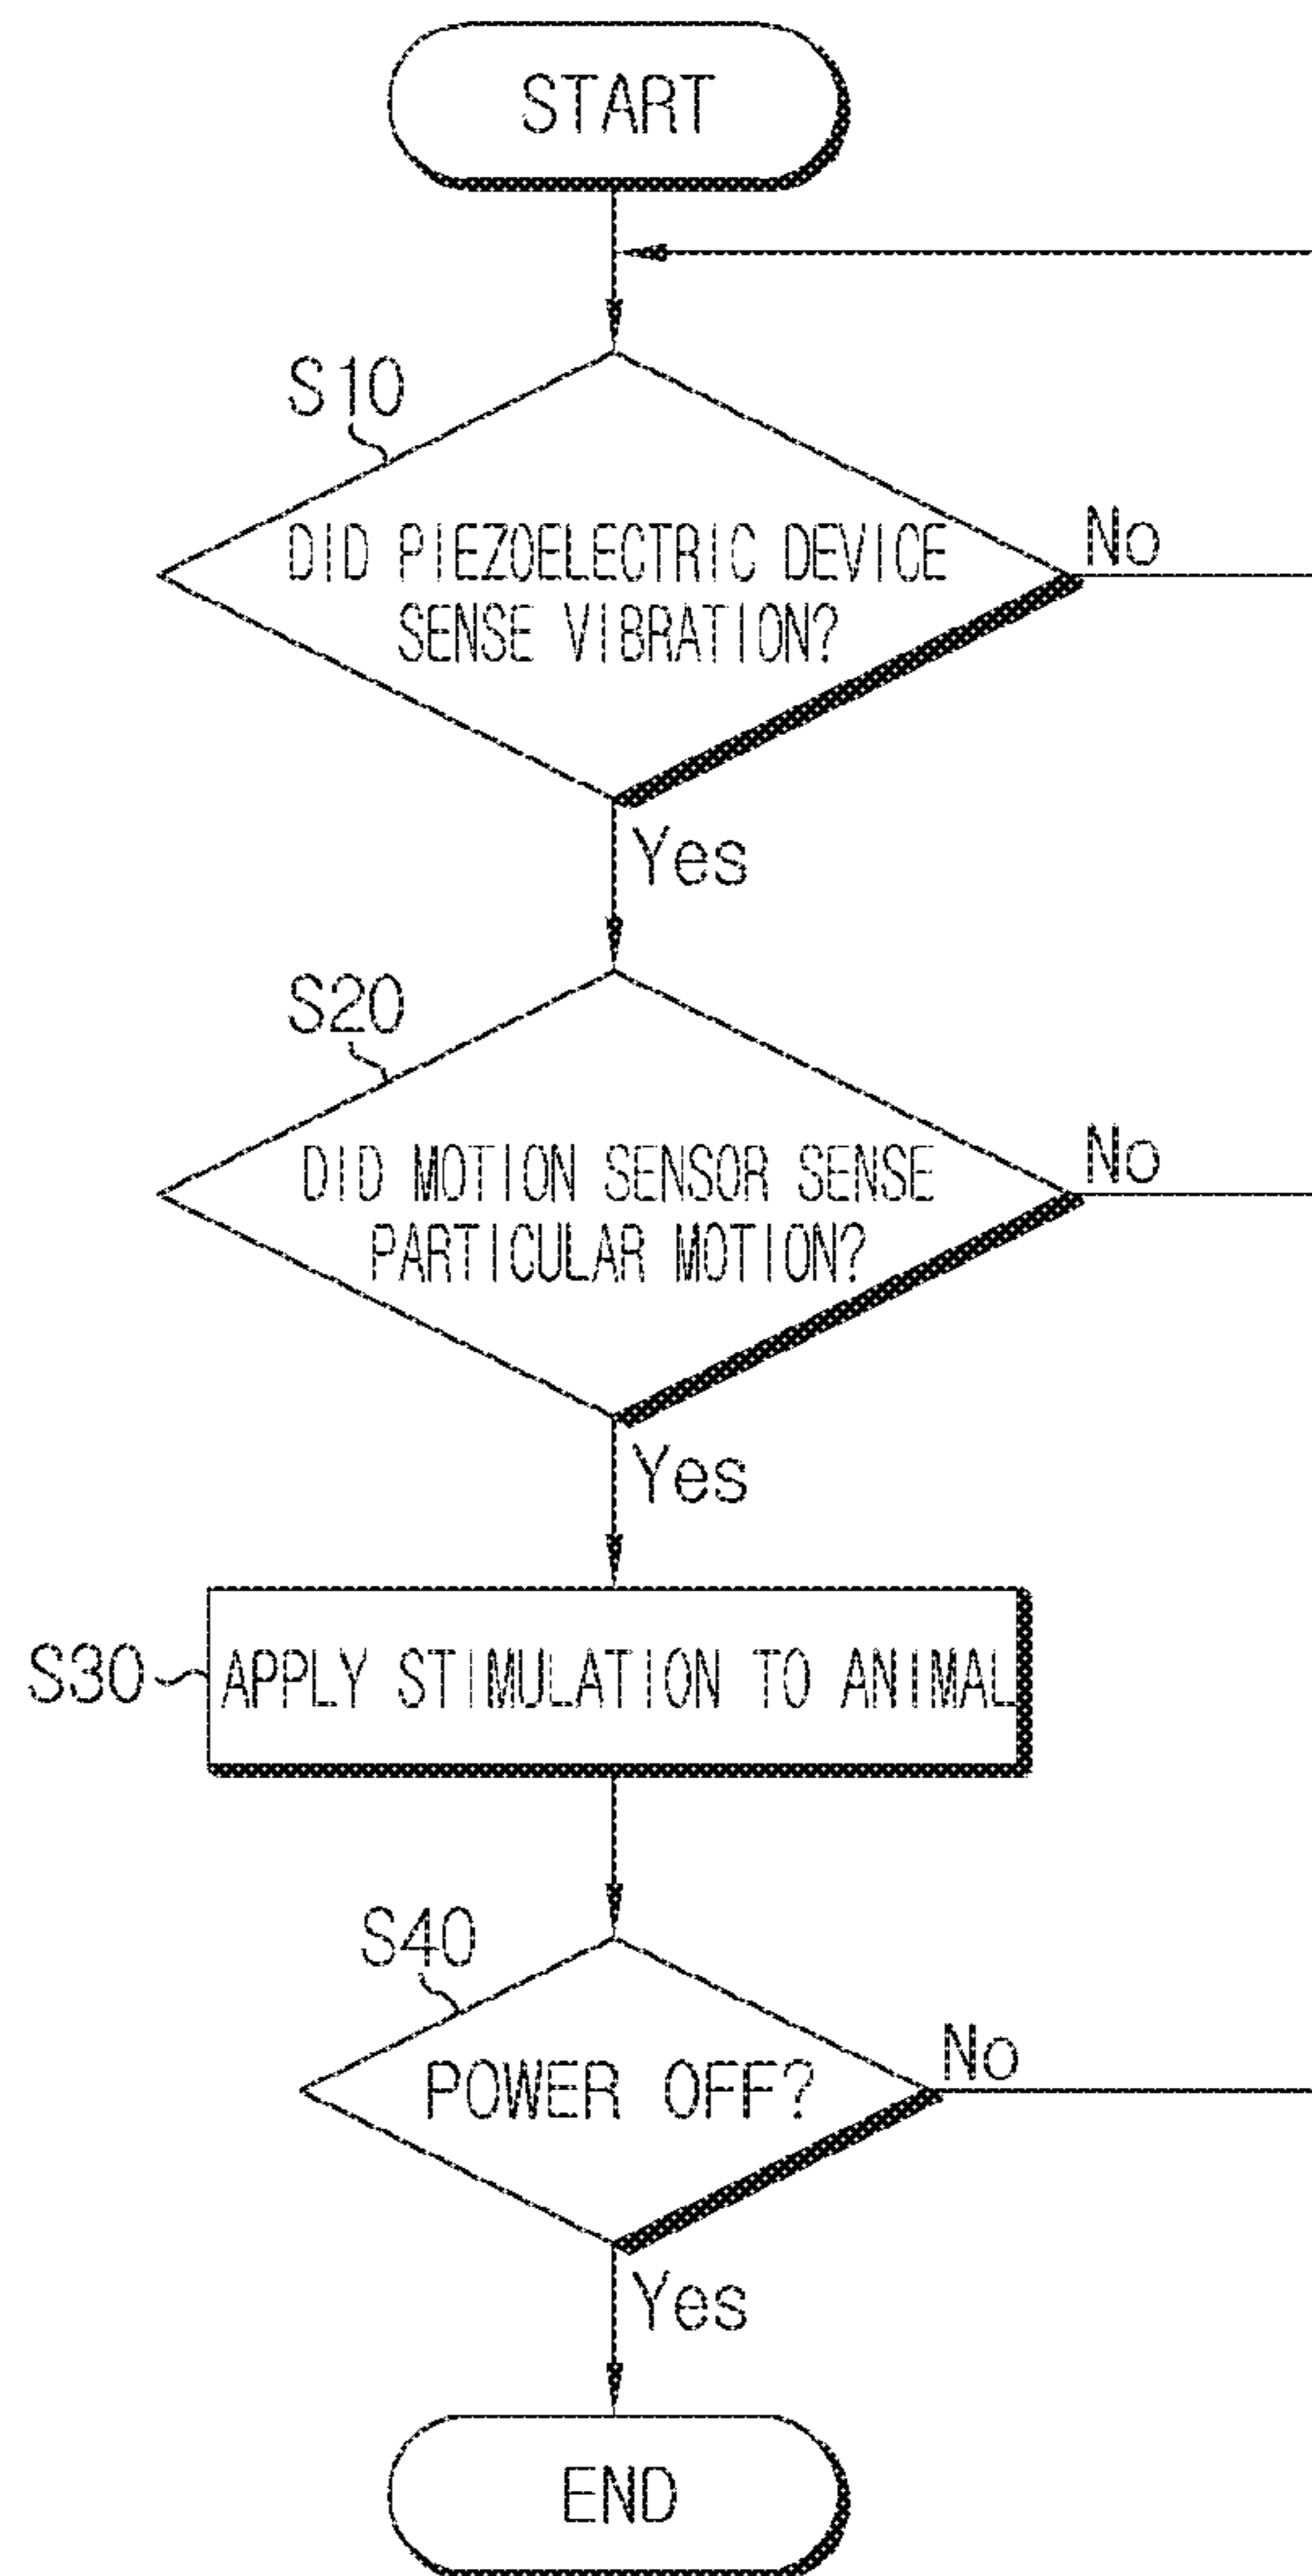 START
S10
DID PIEZOELECTRIC DEVICE
SENSE VIBRATION?
No
Yes
S20
DID MOTION SENSOR SENSE
PARTICULAR MOTION?
No
Yes
S30
APPLY STIMULATION TO ANIMAL
S40
POWER OFF?
No
Yes
END